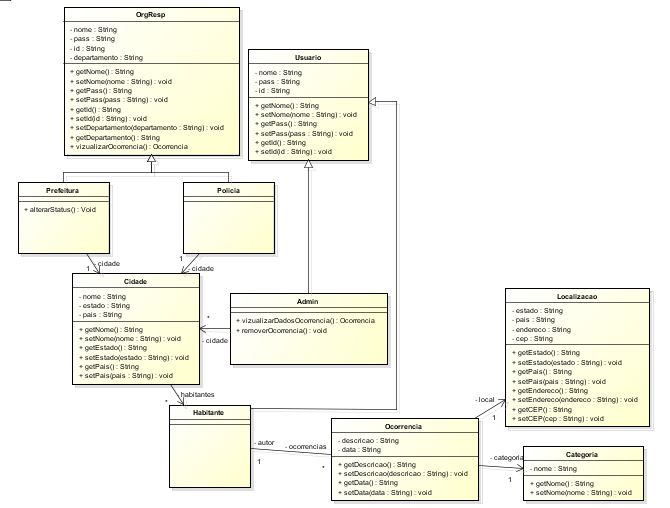 OrgResp
- nome : String
- pass : String
- id : String
- departamento : String
+ getNome() : String
+ setNome(nome : String) : void
+ getPass() : String
+ setPass(pass : String) : void
+ getId() : String
+ setId(id : String) : void
+ setDepartamento(departamento : String) : void
+ getDepartamento() : String
+ vizualizarOcorrencia() : Ocorrencia
Usuario
- nome : String
- pass : String
- id : String
+ getNome() : String
+ setNome(nome : String) : void
+ getPass() : String
+ setPass(pass : String) : void
+ getId() : String
+ setId(id : String) : void
Prefeitura
+ alterarStatus() : Void
Policia
- cidade
1
- cidade
1
Cidade
- nome : String
- estado : String
- pais : String
+ getNome() : String
+ setNome(nome : String) : void
+ getEstado() : String
+ setEstado(estado : String) : void
+ getPais() : String
+ setPais(pais : String) : void
Admin
+ vizualizarDadosOcorrencia() : Ocorrencia
+ removerOcorrencia() : void
*
- cidade
Localizacao
- estado : String
- pais : String
- endereco : String
- cep : String
+ getEstado() : String
+ setEstado(estado : String) : void
+ getPais() : String
+ setPais(pais : String) : void
+ getEndereco() : String
+ setEndereco(endereco : String) : void
+ getCEP() : String
+ setCEP(cep : String) : void
- habitantes
*
Habitante
- autor
1
- ocorrencias
*
Ocorrencia
- descricao : String
- data : String
+ getDescricao() : String
+ setDescricao(descricao : String) : void
+ getData() : String
+ setData(data : String) : void
- local
1
- categoria
1
Categoria
- nome : String
+ getNome() : String
+ setNome(nome : String) : void